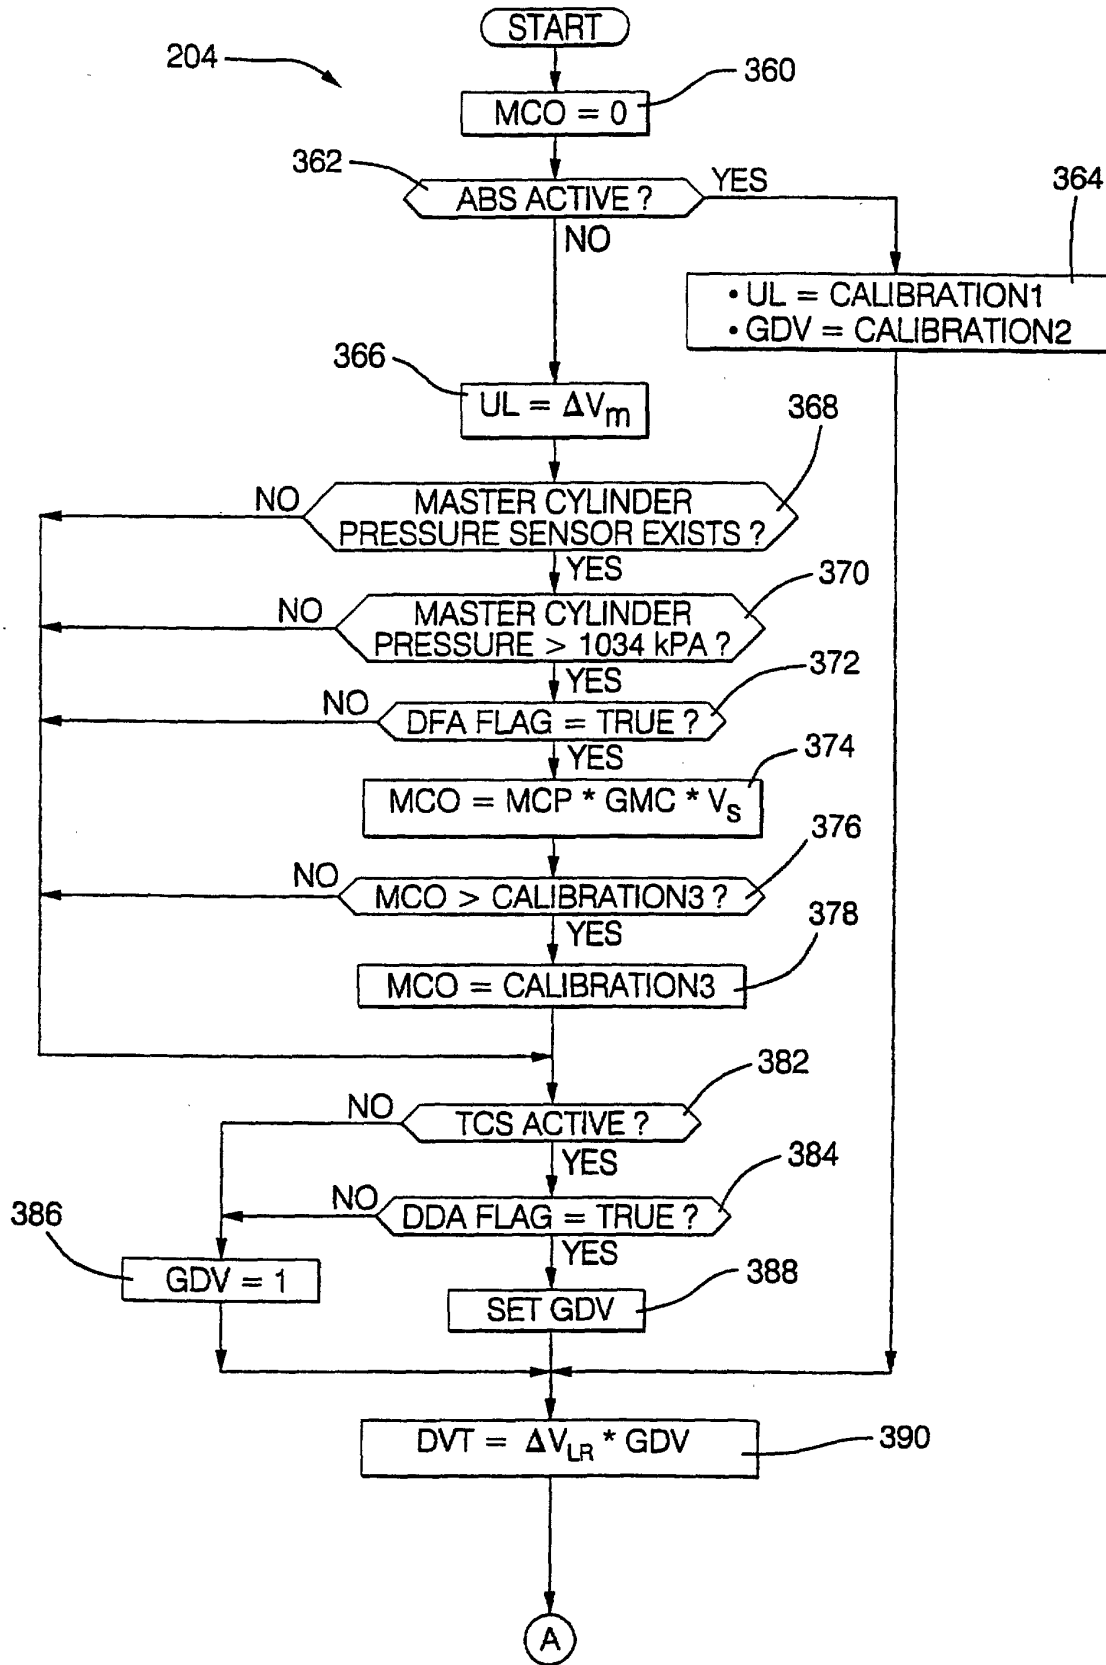 START
204
360
MCO = 0
362
ABS ACTIVE ?
YES
364
NO
• UL = CALIBRATION1
• GDV = CALIBRATION2
366
UL = ΔVm
368
NO
MASTER CYLINDER
PRESSURE SENSOR EXISTS ?
YES
370
NO
MASTER CYLINDER
PRESSURE > 1034 kPA ?
YES
372
NO
DFA FLAG = TRUE ?
YES
374
MCO = MCP * GMC * Vs
376
NO
MCO > CALIBRATION3 ?
YES
378
MCO = CALIBRATION3
382
NO
TCS ACTIVE ?
YES
384
NO
DDA FLAG = TRUE ?
386
YES
388
GDV = 1
SET GDV
DVT = ΔVLR * GDV
390
A